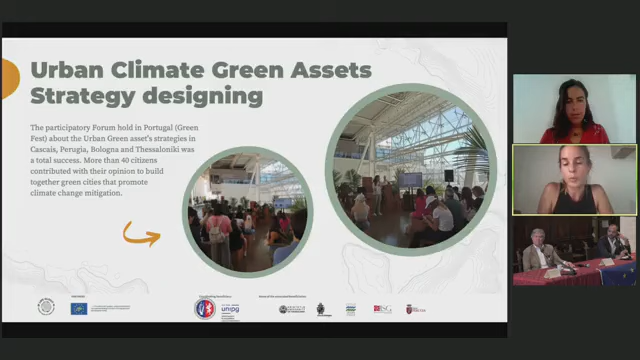 Urban Climate Green Assets
Strategy designing
The participatory Forum hold in Portugal (Green
Fest) about the Urban Green asset's strategies in
Cascais, Perugia, Bologna and Thessaloniki was
a total success. More than 40 citizens
contributed with their opinion to build
together green cities that promote
climate change mitigation.
unipg
ESG